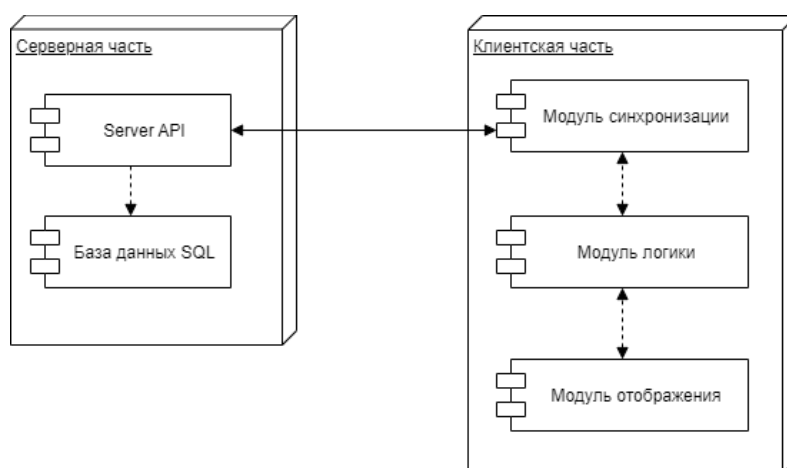 Серверная часть
Server API
База данных SQL
Клиентская часть
Модуль синхронизации
Модуль логики
Модуль отображения